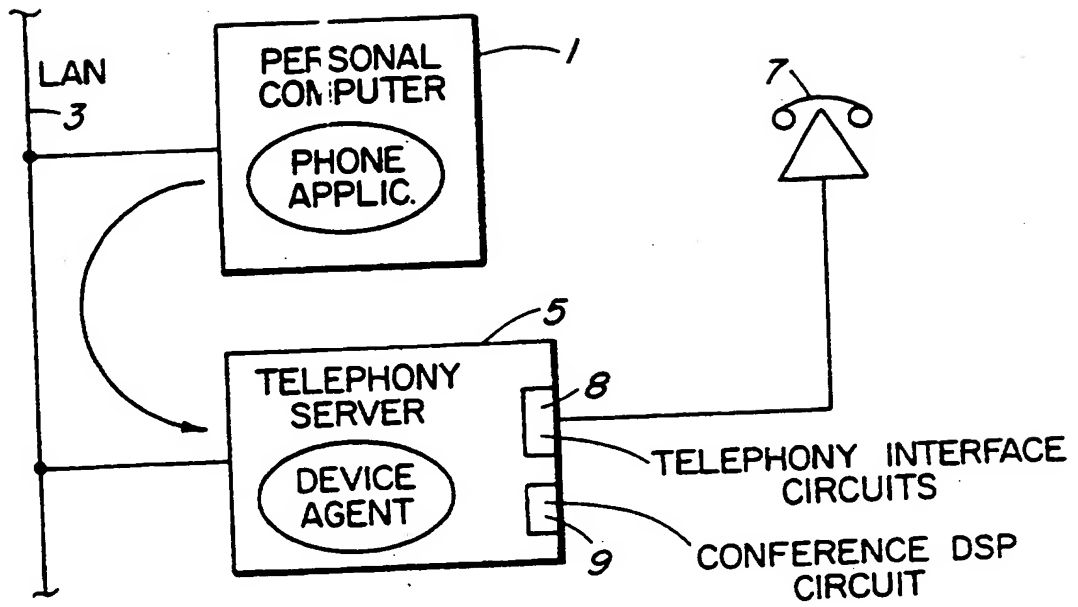 LAN
3
PERSONAL
COMPUTER
1
PHONE
APPLIC.
7
5
TELEPHONY
SERVER
8
DEVICE
AGENT
TELEPHONY INTERFACE
CIRCUITS
9
CONFERENCE DSP
CIRCUIT